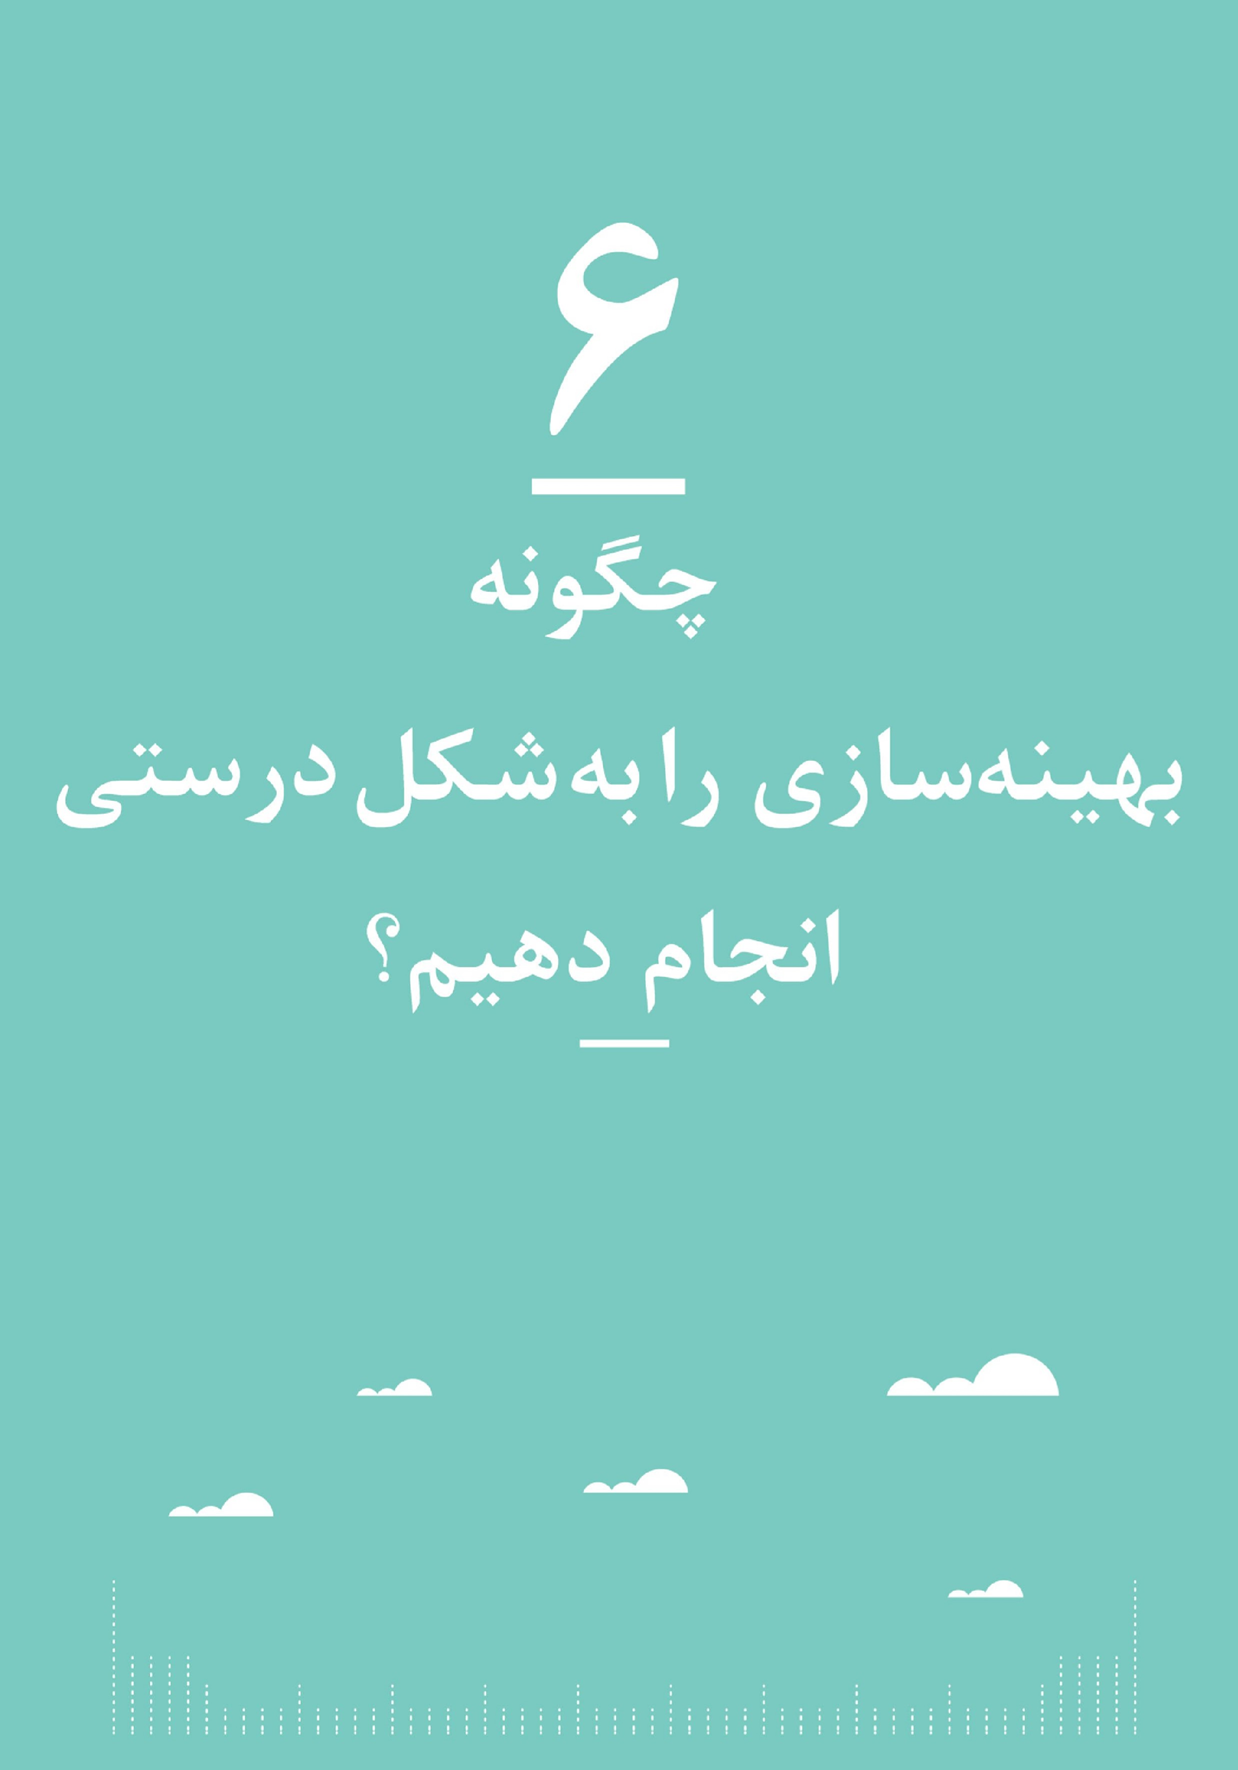 ۶
چگونه
بهینه‌سازی را به شکل درستی
انجام دهیم؟